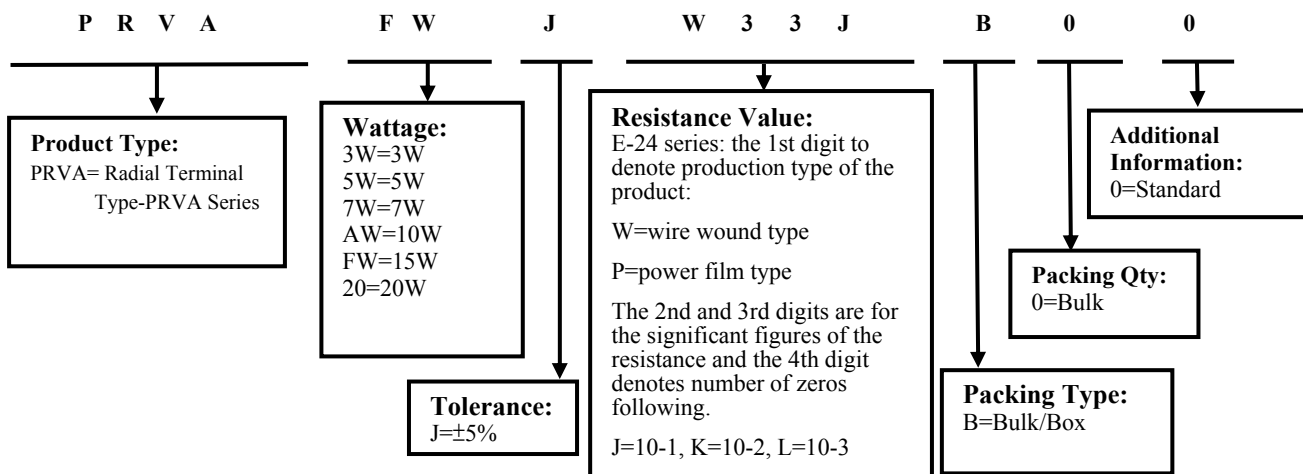 P R V A F W J W 3 3 J B 0 0
Product Type:
PRVA= Radial Terminal
Type-PRVA Series
Wattage:
3W=3W
5W=5W
7W=7W
AW=10W
FW=15W
20=20W
Tolerance:
J=±5%
Resistance Value:
E-24 series: the 1st digit to
denote production type of the
product:
W=wire wound type
P=power film type
The 2nd and 3rd digits are for
the significant figures of the
resistance and the 4th digit
denotes number of zeros
following.
J=10-1, K=10-2, L=10-3
Packing Type:
B=Bulk/Box
Packing Qty:
0=Bulk
Additional
Information:
0=Standard